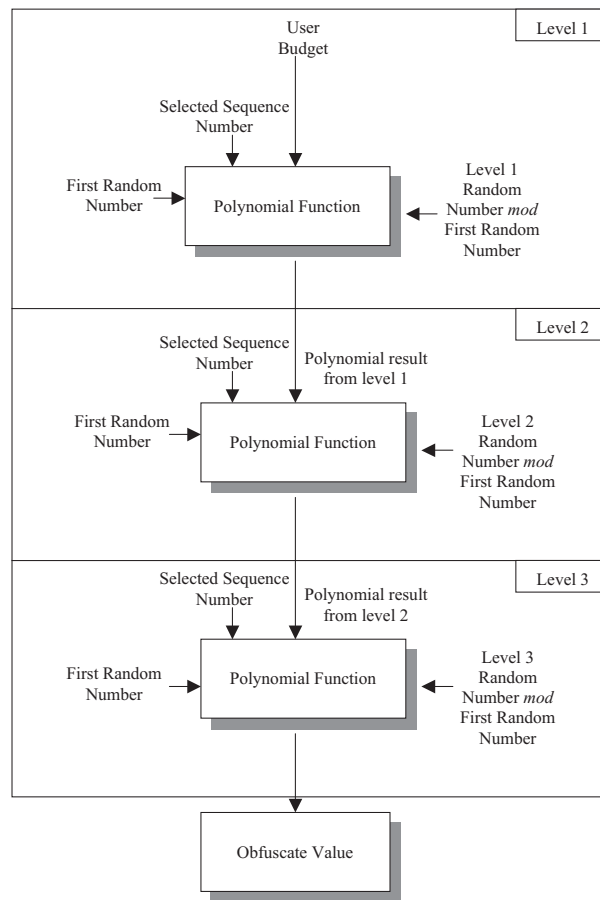 Level 1
User
Budget
Selected Sequence
Number
First Random
Number
Polynomial Function
Level 1
Random
Number mod
First Random
Number
Level 2
Selected Sequence
Number
Polynomial result
from level 1
First Random
Number
Polynomial Function
Level 2
Random
Number mod
First Random
Number
Level 3
Selected Sequence
Number
Polynomial result
from level 2
First Random
Number
Polynomial Function
Level 3
Random
Number mod
First Random
Number
Obfuscate Value